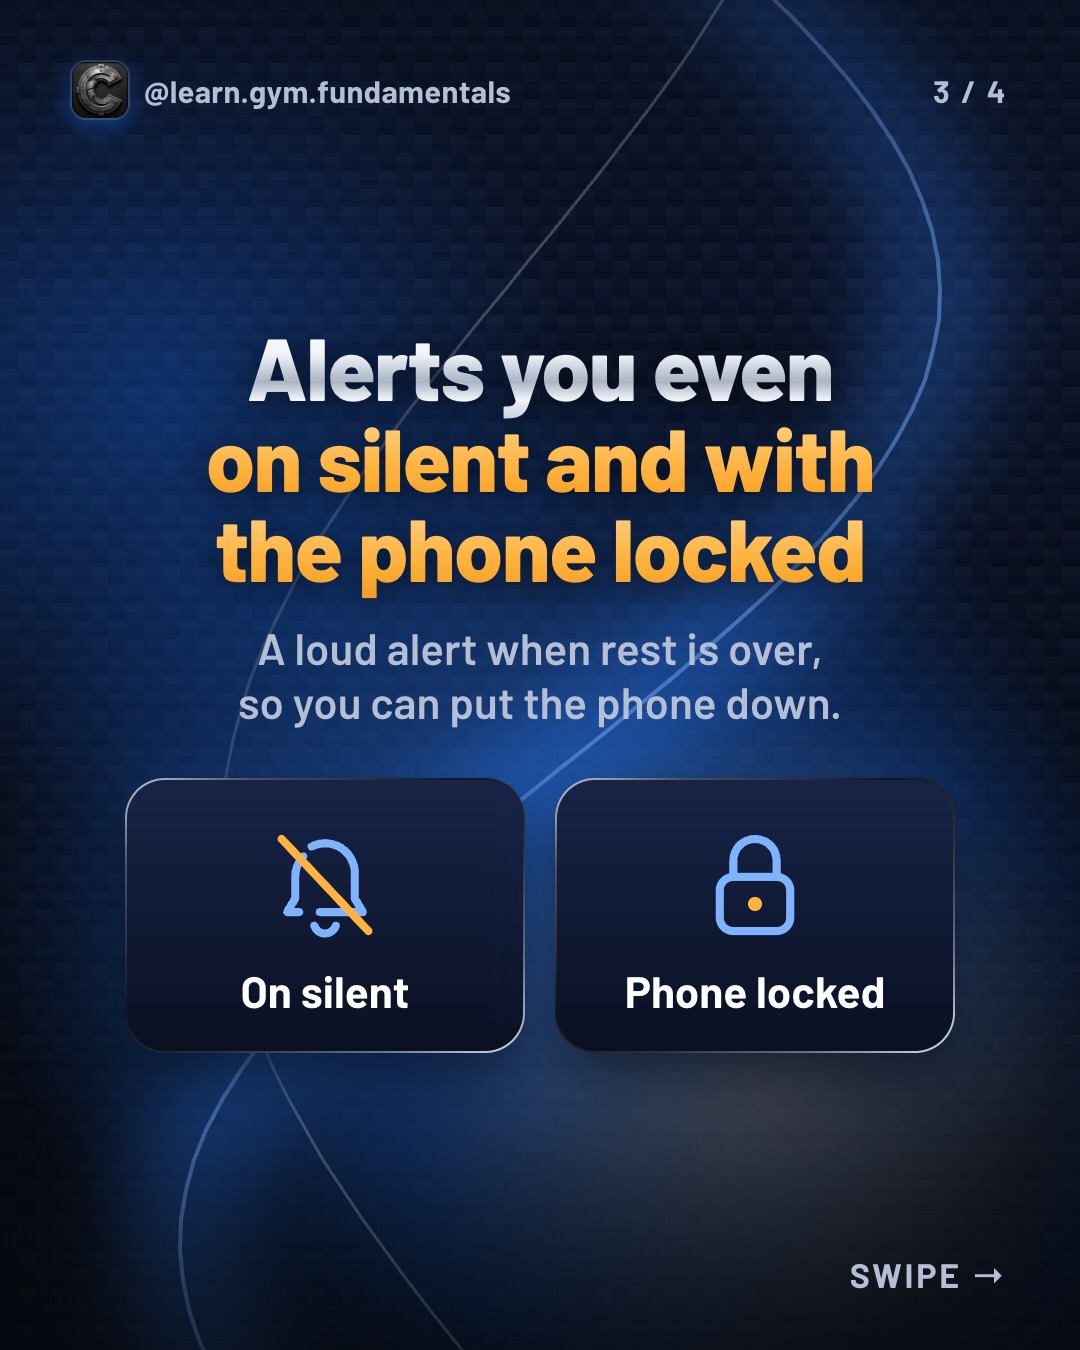 @learn.gym.fundamentals
3 / 4
Alerts you even
on silent and with
the phone locked
A loud alert when rest is over,
so you can put the phone down.
On silent
Phone locked
SWIPE →